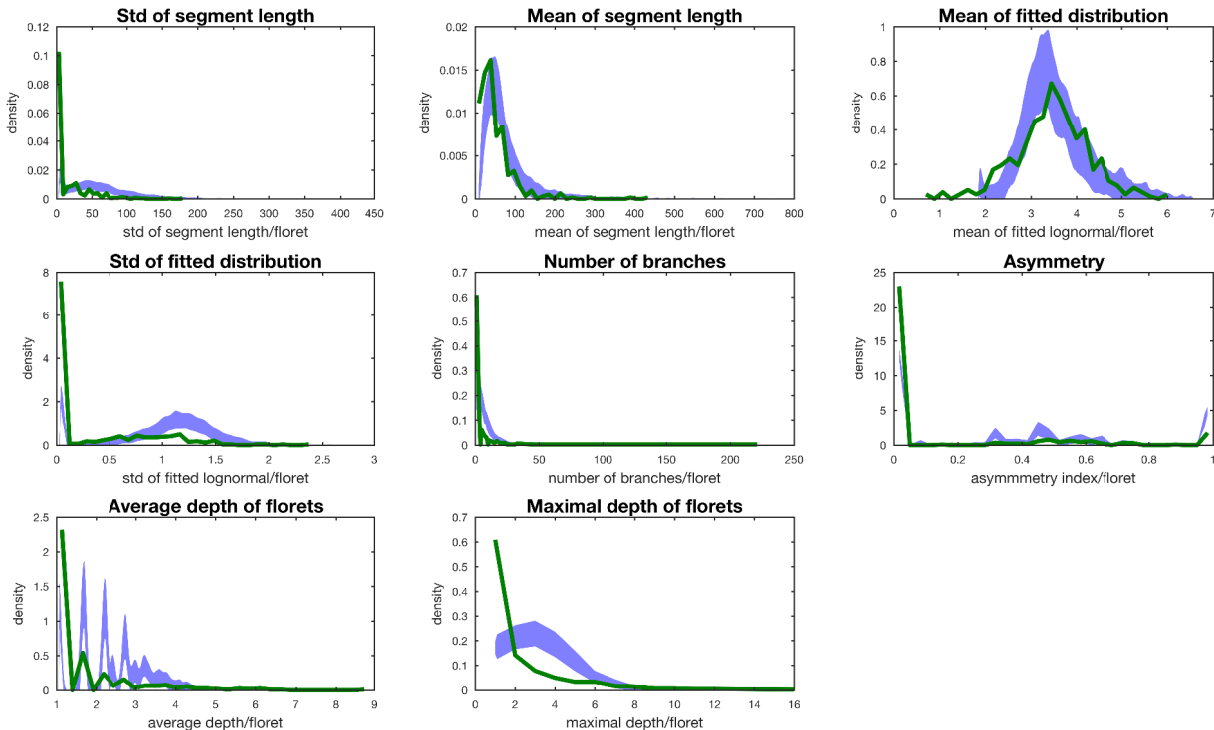 Std of segment length
0.12
0.1
0.08
0.06
0.04
0.02
0
density
0 50 100 150 200 250 300 350 400 450
std of segment length/floret
Mean of segment length
0.02
0.015
0.01
0.005
0
density
0 100 200 300 400 500 600 700 800
mean of segment length/floret
Mean of fitted distribution
1
0.8
0.6
0.4
0.2
0
density
0 1 2 3 4 5 6 7
mean of fitted lognormal/floret
Std of fitted distribution
8
6
4
2
0
density
0 0.5 1 1.5 2 2.5 3
std of fitted lognormal/floret
Number of branches
0.7
0.6
0.5
0.4
0.3
0.2
0.1
0
density
0 50 100 150 200 250
number of branches/floret
Asymmetry
25
20
15
10
5
0
density
0 0.2 0.4 0.6 0.8 1
asymmmetry index/floret
Average depth of florets
2.5
2
1.5
1
0.5
0
density
1 2 3 4 5 6 7 8 9
average depth/floret
Maximal depth of florets
0.7
0.6
0.5
0.4
0.3
0.2
0.1
0
density
0 2 4 6 8 10 12 14 16
maximal depth/floret